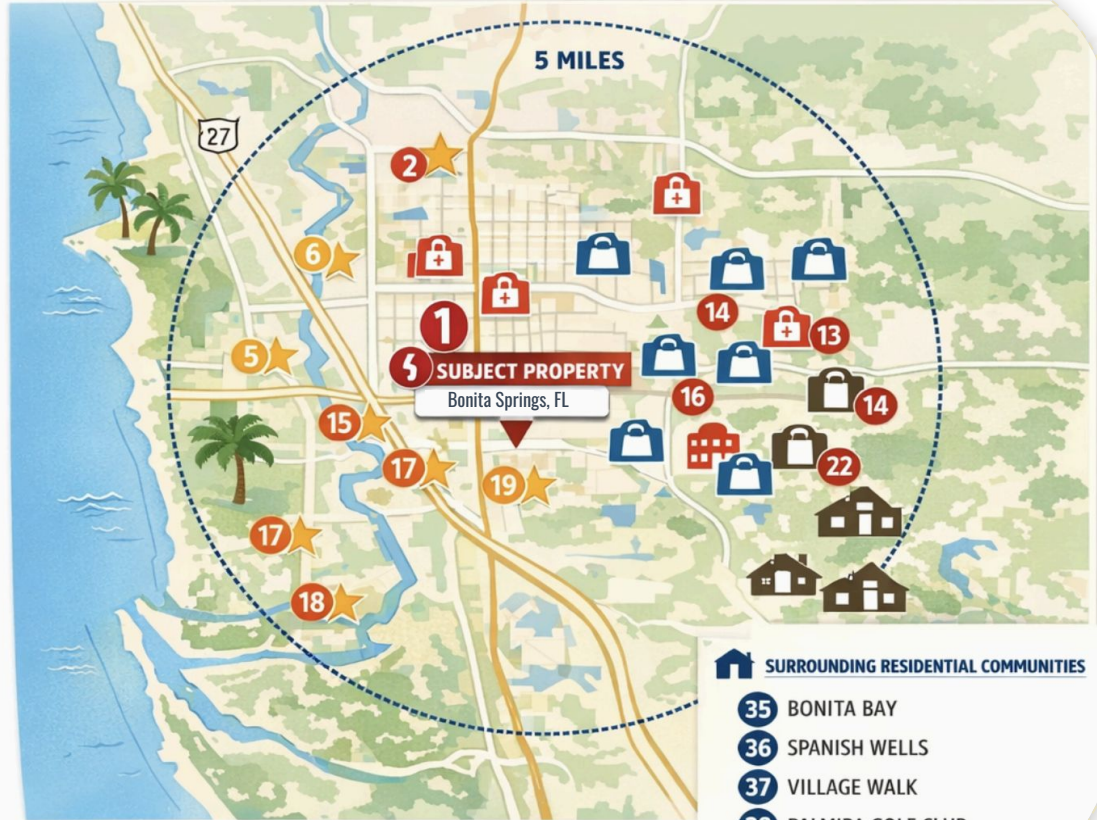 5 MILES
27
2
6
1
14
13
5
SUBJECT PROPERTY
Bonita Springs, FL
16
14
15
17
22
19
17
18
SURROUNDING RESIDENTIAL COMMUNITIES
35 BONITA BAY
36 SPANISH WELLS
37 VILLAGE WALK